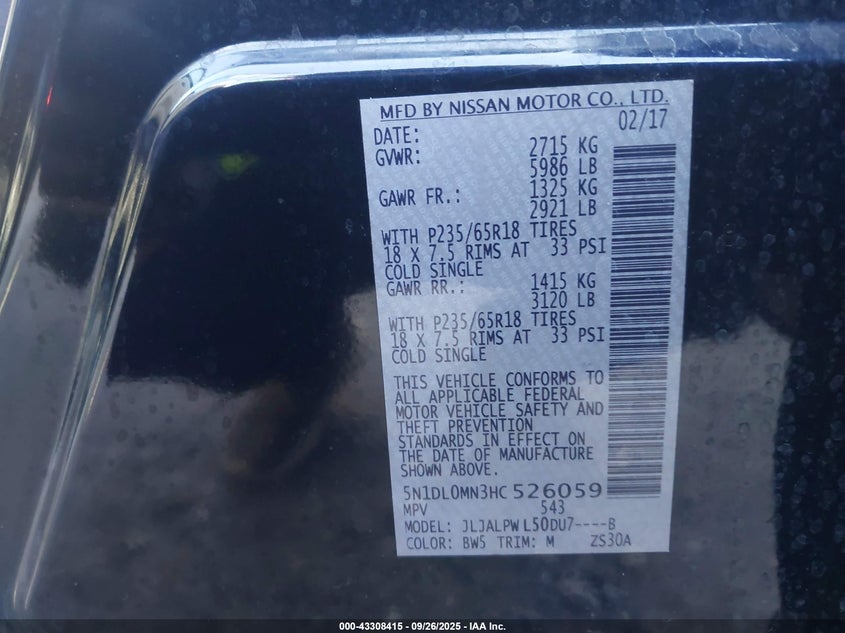 MFD BY NISSAN MOTOR CO., LTD.
DATE: 02/17
GVWR: 2715 KG
5986 LB
GAWR FR.: 1325 KG
2921 LB
WITH P235/65R18 TIRES
18 X 7.5 RIMS AT 33 PSI
COLD SINGLE
GAWR RR.: 1415 KG
3120 LB
WITH P235/65R18 TIRES
18 X 7.5 RIMS AT 33 PSI
COLD SINGLE
THIS VEHICLE CONFORMS TO
ALL APPLICABLE FEDERAL
MOTOR VEHICLE SAFETY AND
THEFT PREVENTION
STANDARDS IN EFFECT ON
THE DATE OF MANUFACTURE
SHOWN ABOVE.
5N1DL0MN3HC 526059
MPV 543
MODEL: JLJALPW L50DU7----B
COLOR: BW5 TRIM: M ZS30A
000-43308415 - 09/26/2025 - IAA Inc.